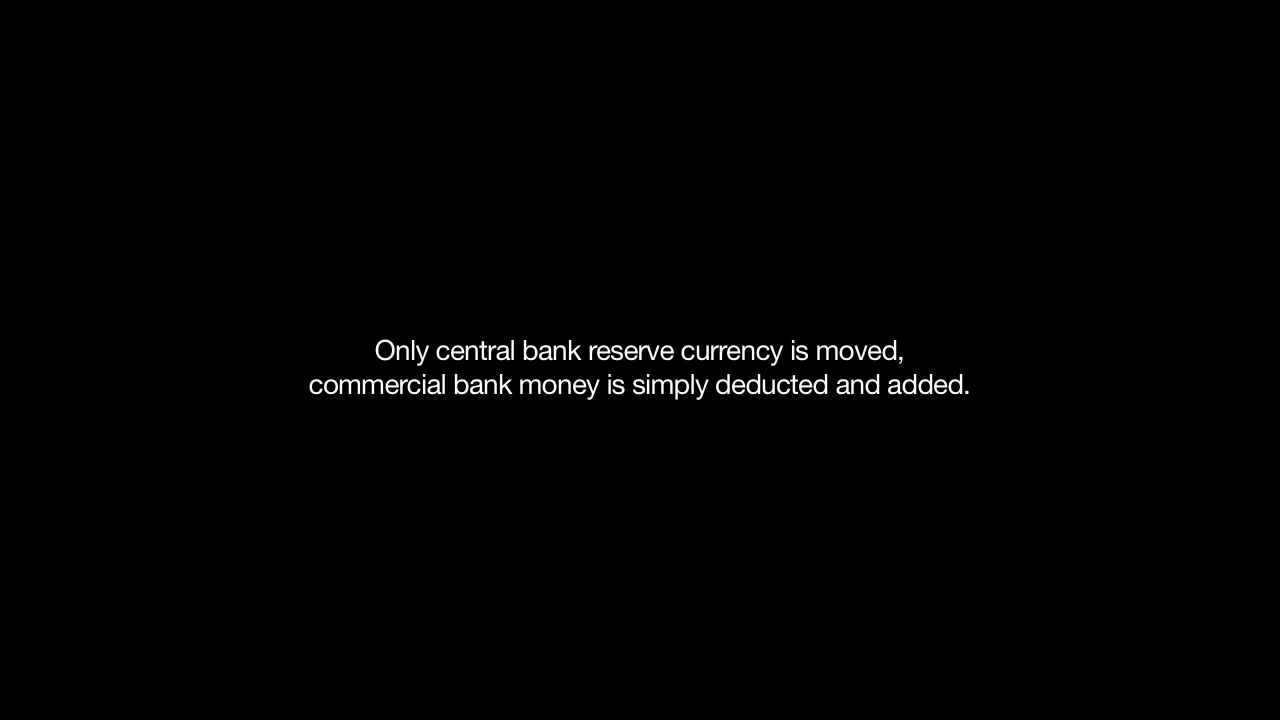 Only central bank reserve currency is moved,
commercial bank money is simply deducted and added.